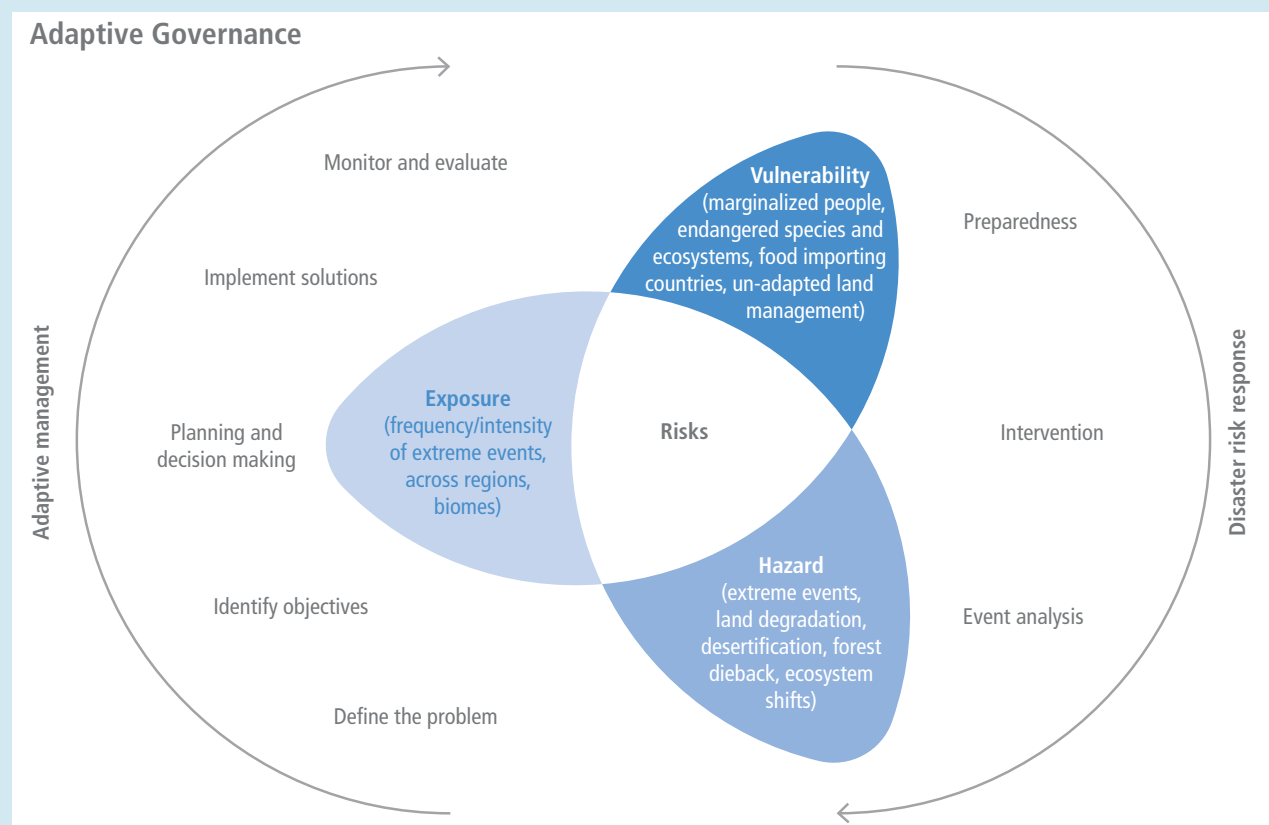 Adaptive Governance
Adaptive management
Monitor and evaluate
Implement solutions
Planning and
decision making
Identify objectives
Define the problem
Exposure
(frequency/intensity
of extreme events,
across regions,
biomes)
Risks
Vulnerability
(marginalized people,
endangered species and
ecosystems, food importing
countries, un-adapted land
management)
Hazard
(extreme events,
land degradation,
desertification, forest
dieback, ecosystem
shifts)
Preparedness
Intervention
Event analysis
Disaster risk response